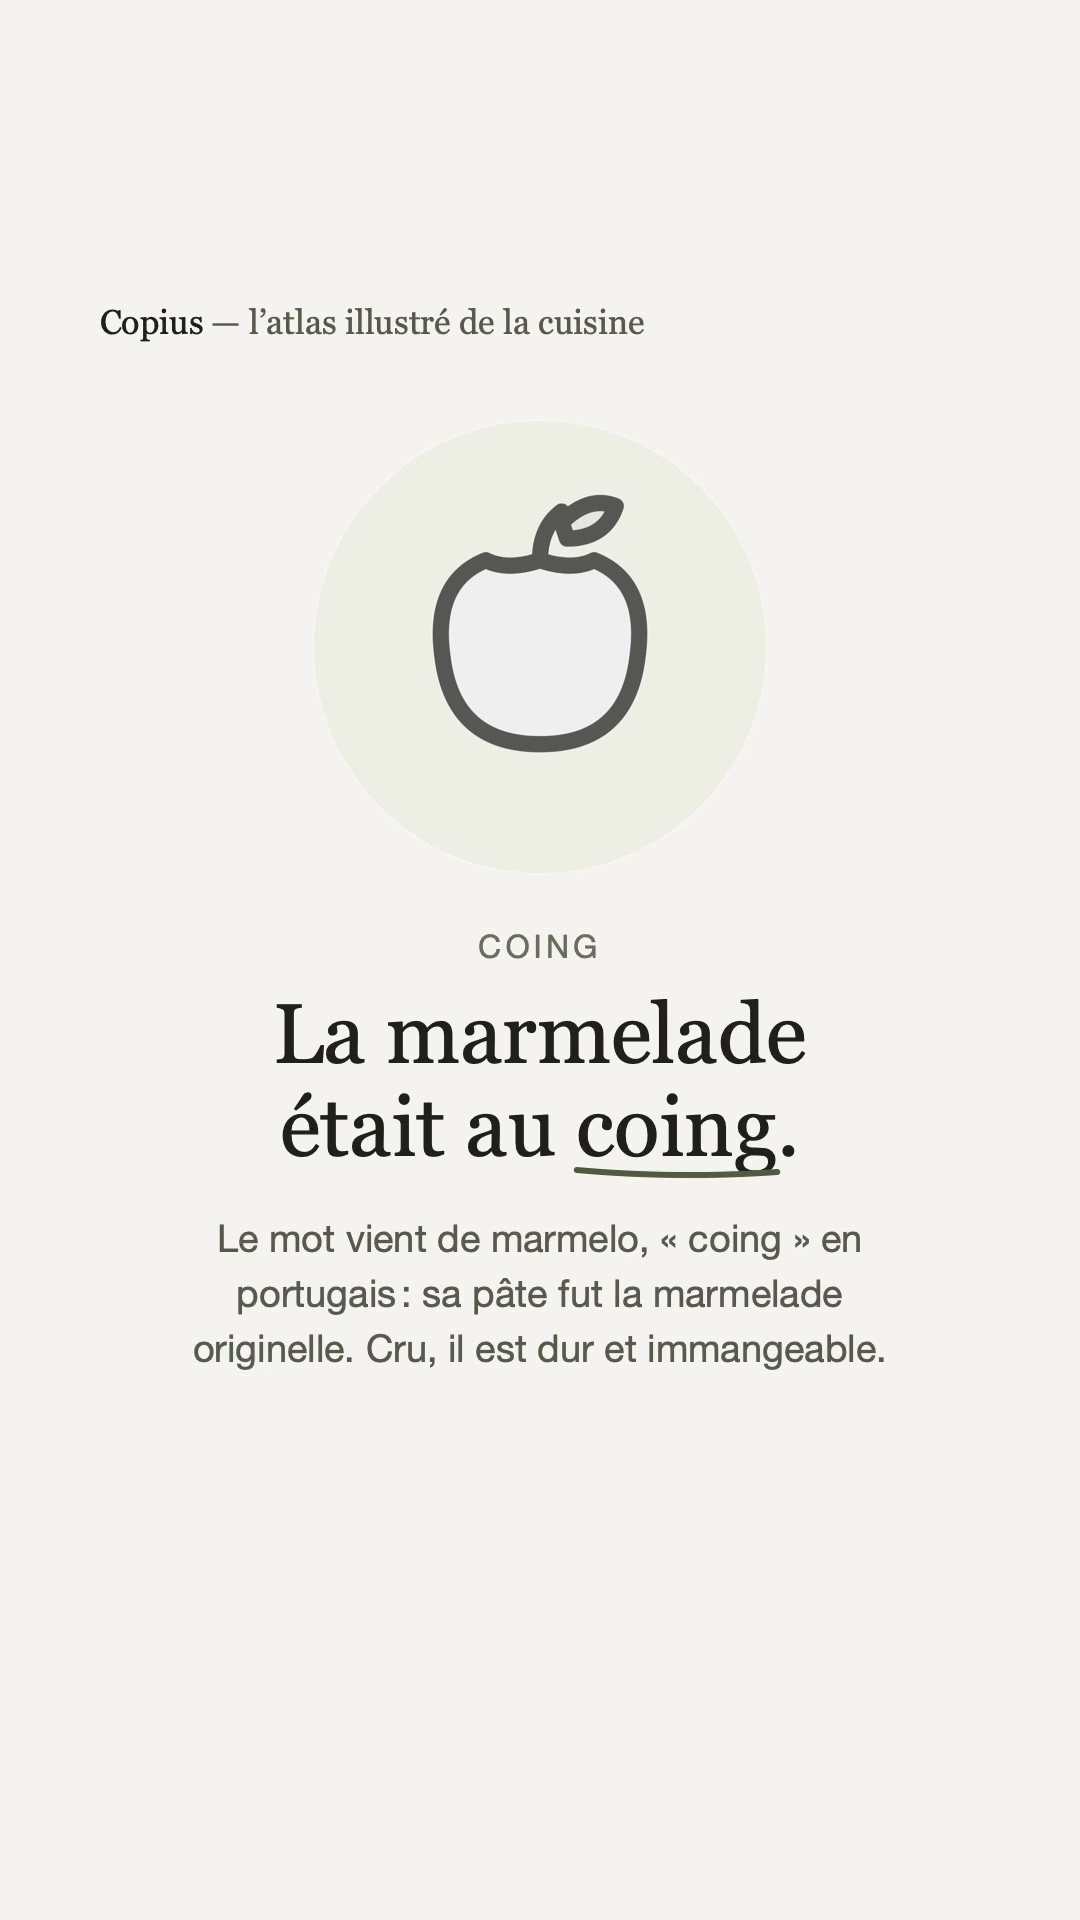 Copius — l’atlas illustré de la cuisine
COING
La marmelade
était au coing.
Le mot vient de marmelo, « coing » en
portugais : sa pâte fut la marmelade
originelle. Cru, il est dur et immangeable.